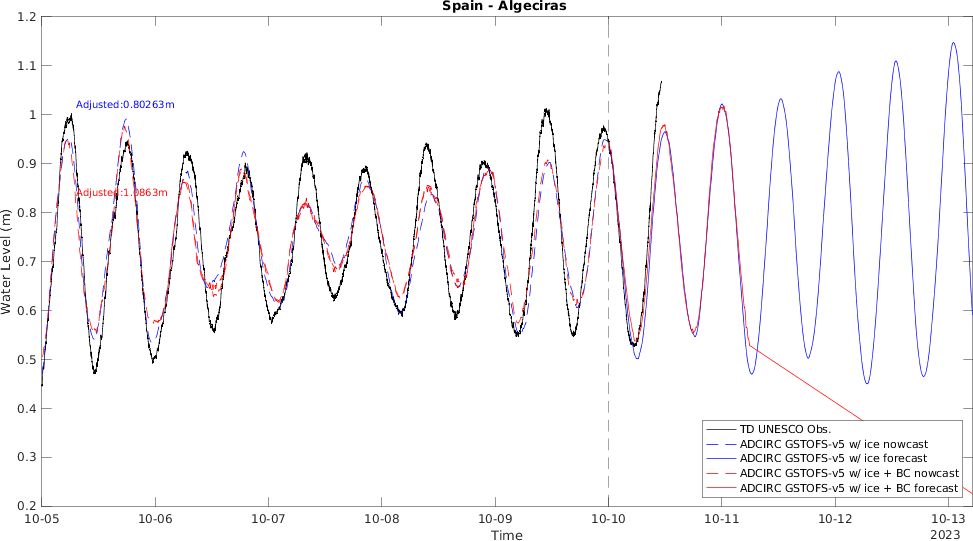 Spain - Algeciras
1.2
1.1
1
0.9
0.8
0.7
0.6
0.5
0.4
0.3
0.2
Water Level (m)
Adjusted:0.80263m
Adjusted:1.0863m
TD UNESCO Obs.
ADCIRC GSTOFS-v5 w/ ice nowcast
ADCIRC GSTOFS-v5 w/ ice forecast
ADCIRC GSTOFS-v5 w/ ice + BC nowcast
ADCIRC GSTOFS-v5 w/ ice + BC forecast
10-05 10-06 10-07 10-08 10-09 10-10 10-11 10-12 10-13
Time
2023